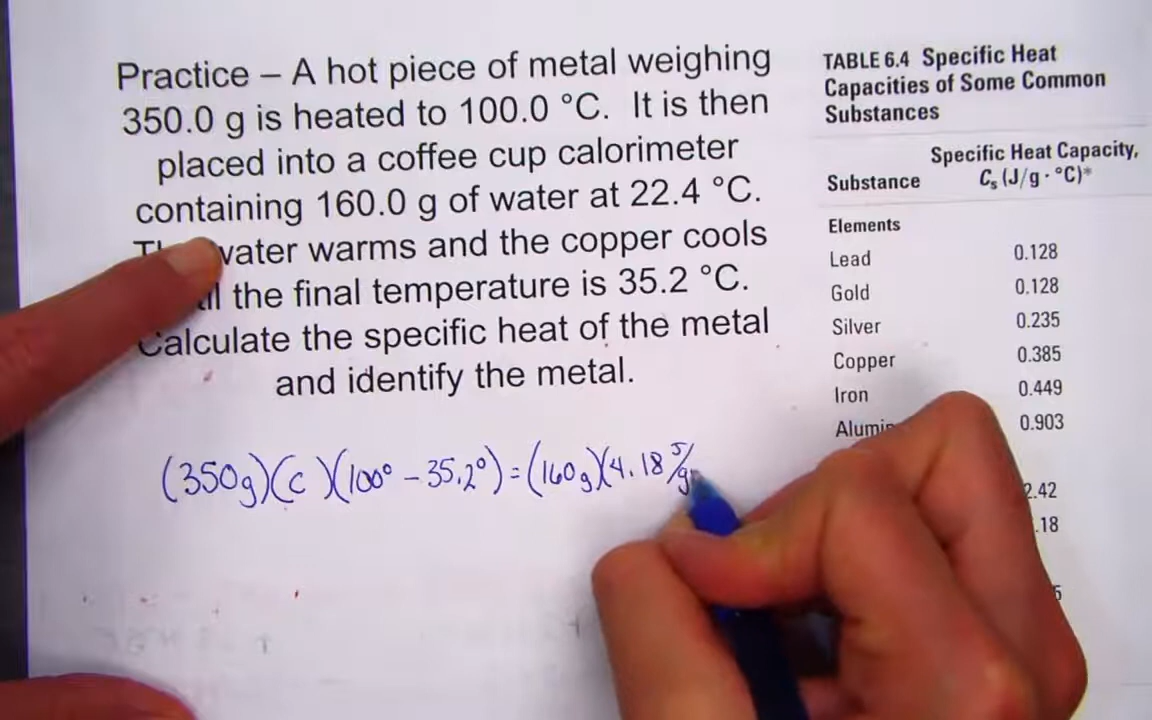 Practice – A hot piece of metal weighing
350.0 g is heated to 100.0 °C. It is then
placed into a coffee cup calorimeter
containing 160.0 g of water at 22.4 °C.
water warms and the copper cools
the final temperature is 35.2 °C.
Calculate the specific heat of the metal
and identify the metal.
(350g)(c )(100° – 35.2°) = (160g)(4.18 J/g
TABLE 6.4 Specific Heat
Capacities of Some Common
Substances
Specific Heat Capacity,
Substance Cs (J/g · °C)*
Elements
Lead 0.128
Gold 0.128
Silver 0.235
Copper 0.385
Iron 0.449
0.903
2.42
.18